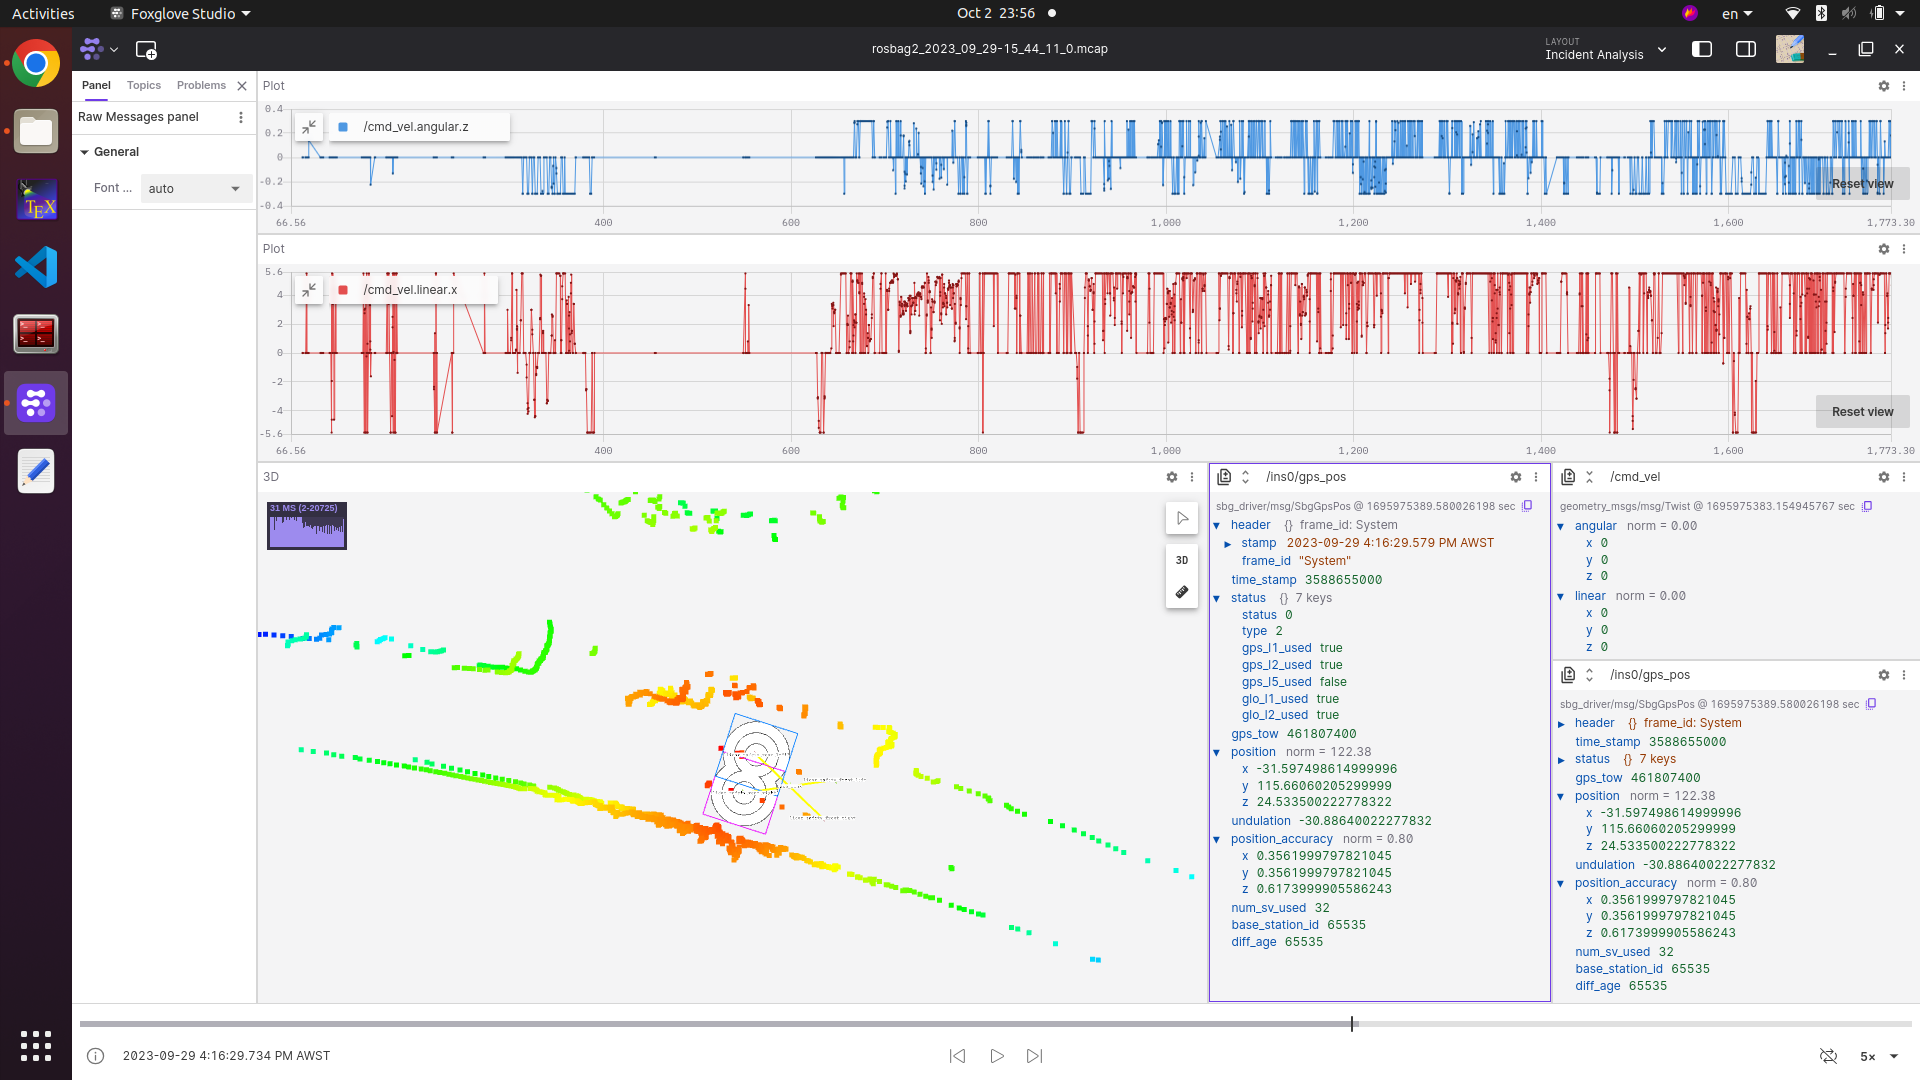 Activities
Foxglove Studio
Oct 2 23:56
en
rosbag2_2023_09_29-15_44_11_0.mcap
LAYOUT
Incident Analysis
Panel Topics Problems
Raw Messages panel
General
Font ... auto
Plot
/cmd_vel.angular.z
0.4
0.2
0
-0.2
-0.4
66.56 400 600 800 1,000 1,200 1,400 1,600 1,773.30
Reset view
Plot
/cmd_vel.linear.x
5.6
4
2
0
-2
-4
-5.6
66.56 400 600 800 1,000 1,200 1,400 1,600 1,773.30
Reset view
3D
31 MS (2-20725)
3D
/ins0/gps_pos
sbg_driver/msg/SbgGpsPos @ 1695975389.580026198 sec
header {} frame_id: System
stamp 2023-09-29 4:16:29.579 PM AWST
frame_id "System"
time_stamp 3588655000
status {} 7 keys
status 0
type 2
gps_l1_used true
gps_l2_used true
gps_l5_used false
glo_l1_used true
glo_l2_used true
gps_tow 461807400
position norm = 122.38
x -31.597498614999996
y 115.66060205299999
z 24.533500222778322
undulation -30.88640022277832
position_accuracy norm = 0.80
x 0.3561999797821045
y 0.3561999797821045
z 0.6173999905586243
num_sv_used 32
base_station_id 65535
diff_age 65535
/cmd_vel
geometry_msgs/msg/Twist @ 1695975383.154945767 sec
angular norm = 0.00
x 0
y 0
z 0
linear norm = 0.00
x 0
y 0
z 0
/ins0/gps_pos
sbg_driver/msg/SbgGpsPos @ 1695975389.580026198 sec
header {} frame_id: System
time_stamp 3588655000
status {} 7 keys
gps_tow 461807400
position norm = 122.38
x -31.597498614999996
y 115.66060205299999
z 24.533500222778322
undulation -30.88640022277832
position_accuracy norm = 0.80
x 0.3561999797821045
y 0.3561999797821045
z 0.6173999905586243
num_sv_used 32
base_station_id 65535
diff_age 65535
2023-09-29 4:16:29.734 PM AWST
5×